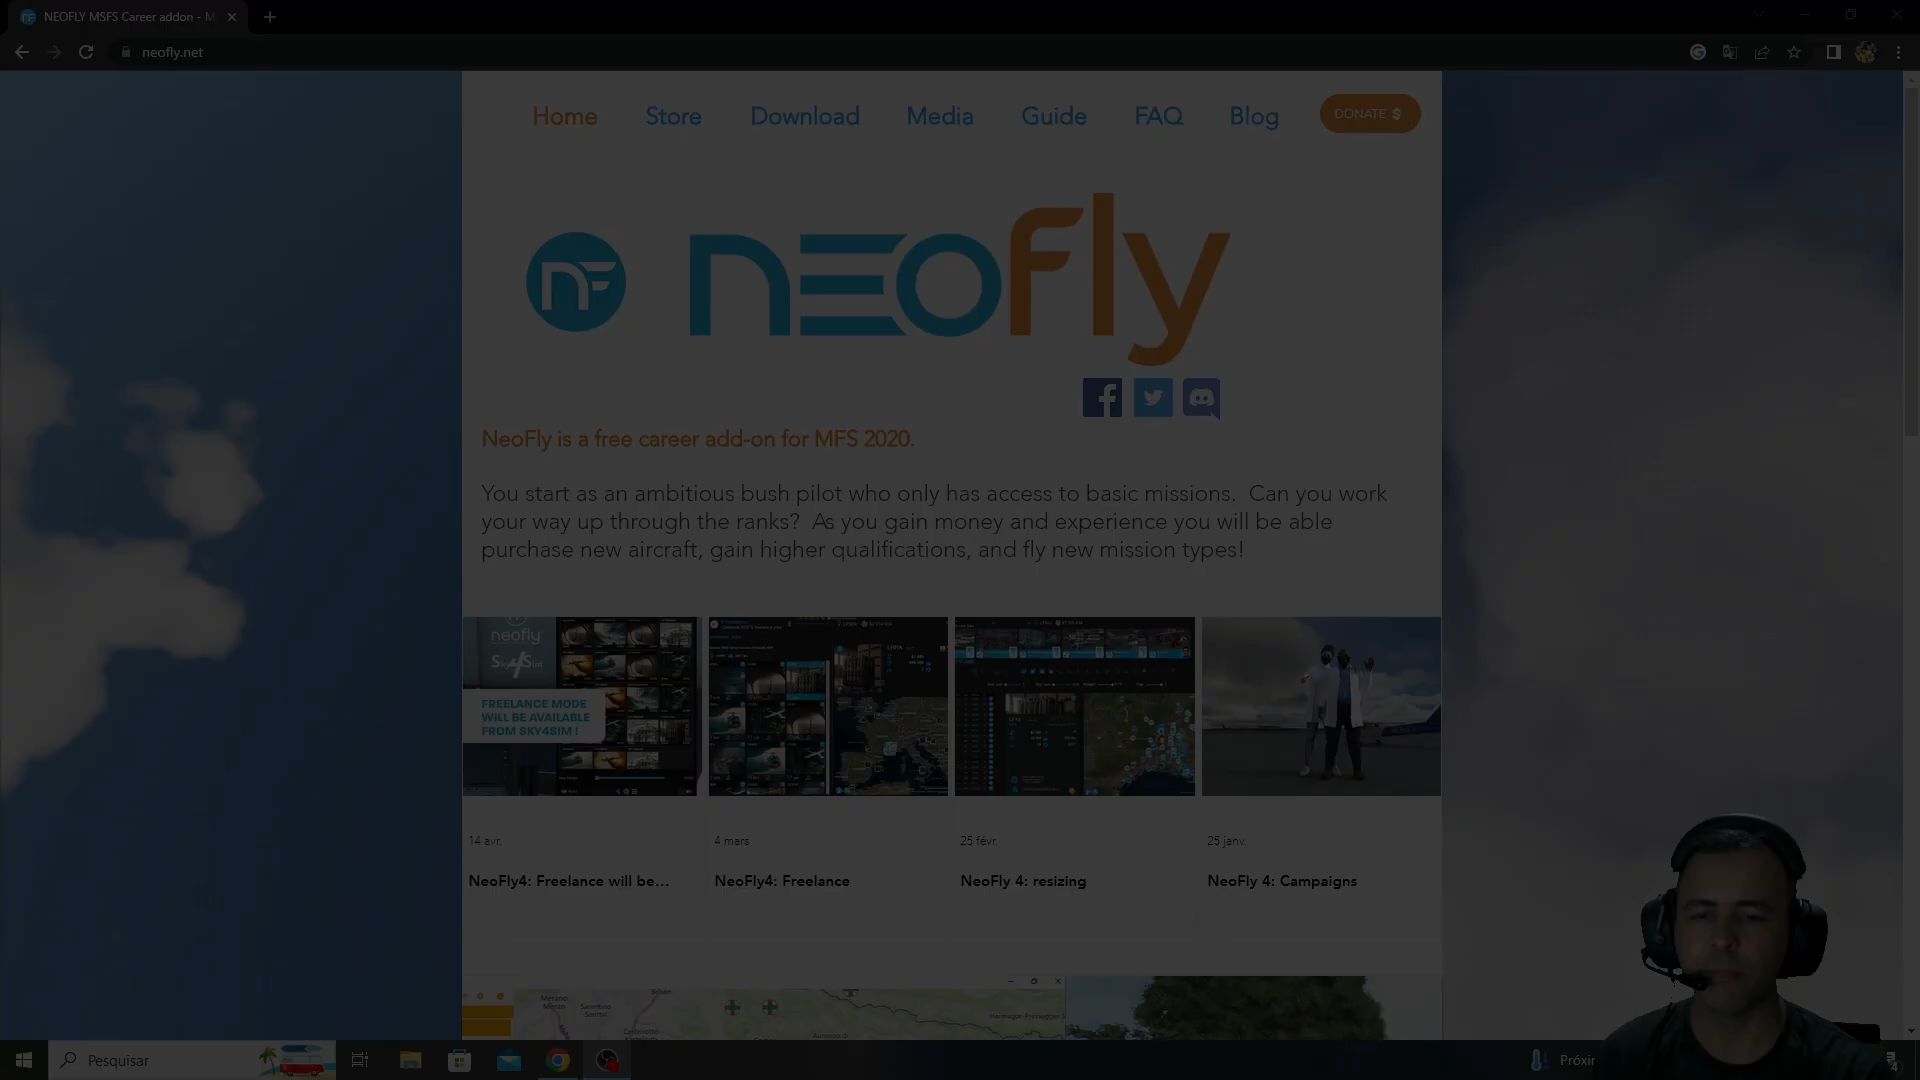 NEOFLY MSFS Career addon - M
neofly.net
Home Store Download Media Guide FAQ Blog DONATE $
nF neofly
NeoFly is a free career add-on for MFS 2020.
You start as an ambitious bush pilot who only has access to basic missions. Can you work
your way up through the ranks? As you gain money and experience you will be able
purchase new aircraft, gain higher qualifications, and fly new mission types!
neofly
Sky4Sim
FREELANCE MODE
WILL BE AVAILABLE
FROM SKY4SIM !
14 avr. 4 mars 25 févr. 25 janv.
NeoFly4: Freelance will be... NeoFly4: Freelance NeoFly 4: resizing NeoFly 4: Campaigns
Pesquisar
Próxir
4